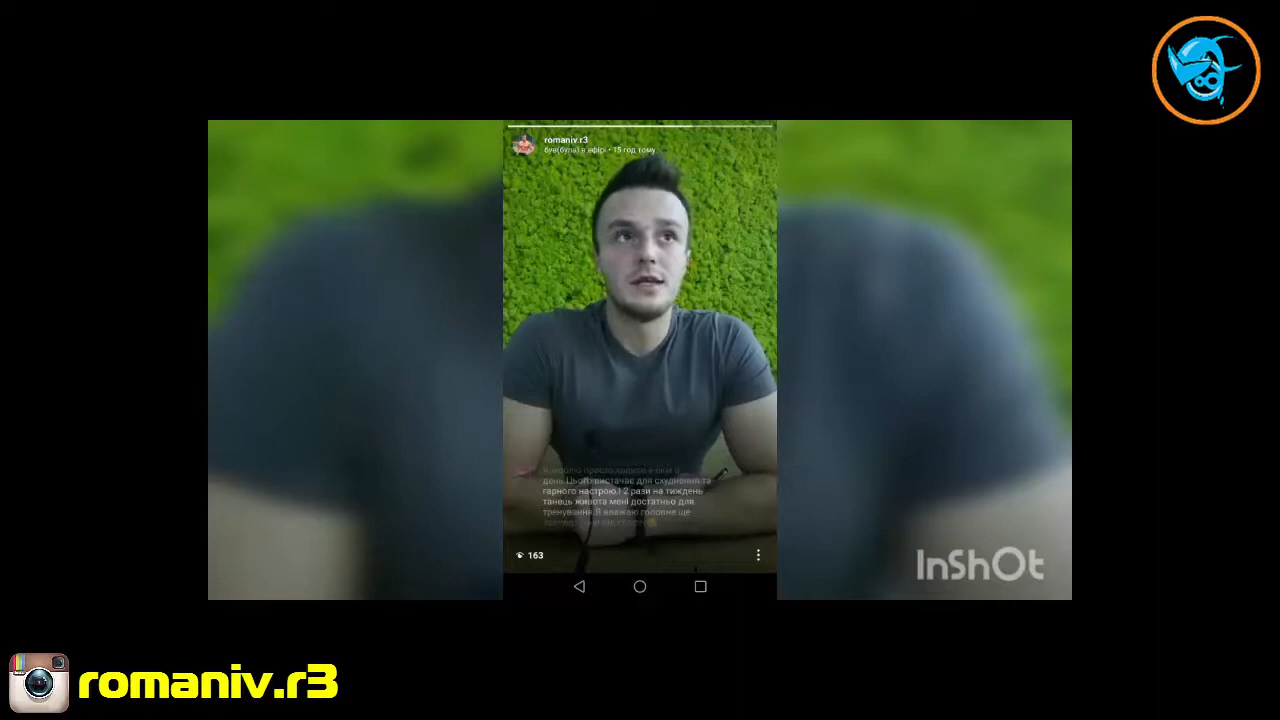 romaniv.r3
був(була) в ефірі • 15 год тому
день.Цього вистачає для схуднення та
гарного настрою.І 2 рази на тиждень
танець живота мені достатньо для
тренування.Я вважаю,головне ще
163
InShOt
romaniv.r3